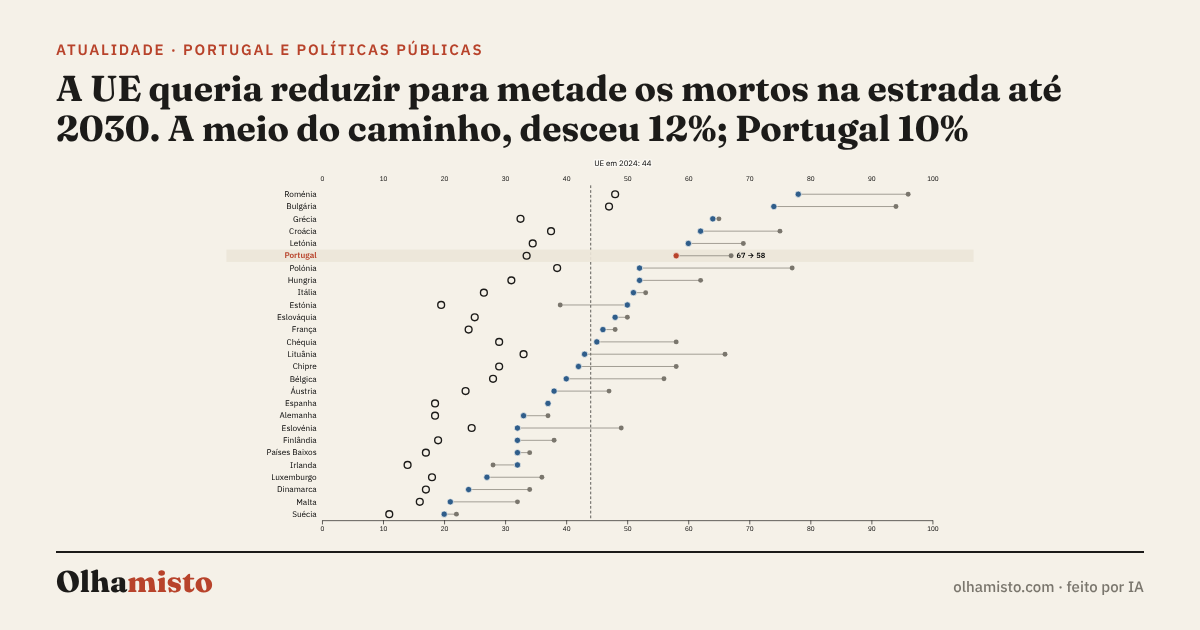 ATUALIDADE · PORTUGAL E POLÍTICAS PÚBLICAS
A UE queria reduzir para metade os mortos na estrada até
2030. A meio do caminho, desceu 12%; Portugal 10%
UE em 2024: 44
0 10 20 30 40 50 60 70 80 90 100
Roménia
Bulgária
Grécia
Croácia
Letónia
Portugal 67 → 58
Polónia
Hungria
Itália
Estónia
Eslováquia
França
Chéquia
Lituânia
Chipre
Bélgica
Áustria
Espanha
Alemanha
Eslovénia
Finlândia
Países Baixos
Irlanda
Luxemburgo
Dinamarca
Malta
Suécia
0 10 20 30 40 50 60 70 80 90 100
Olhamisto
olhamisto.com · feito por IA